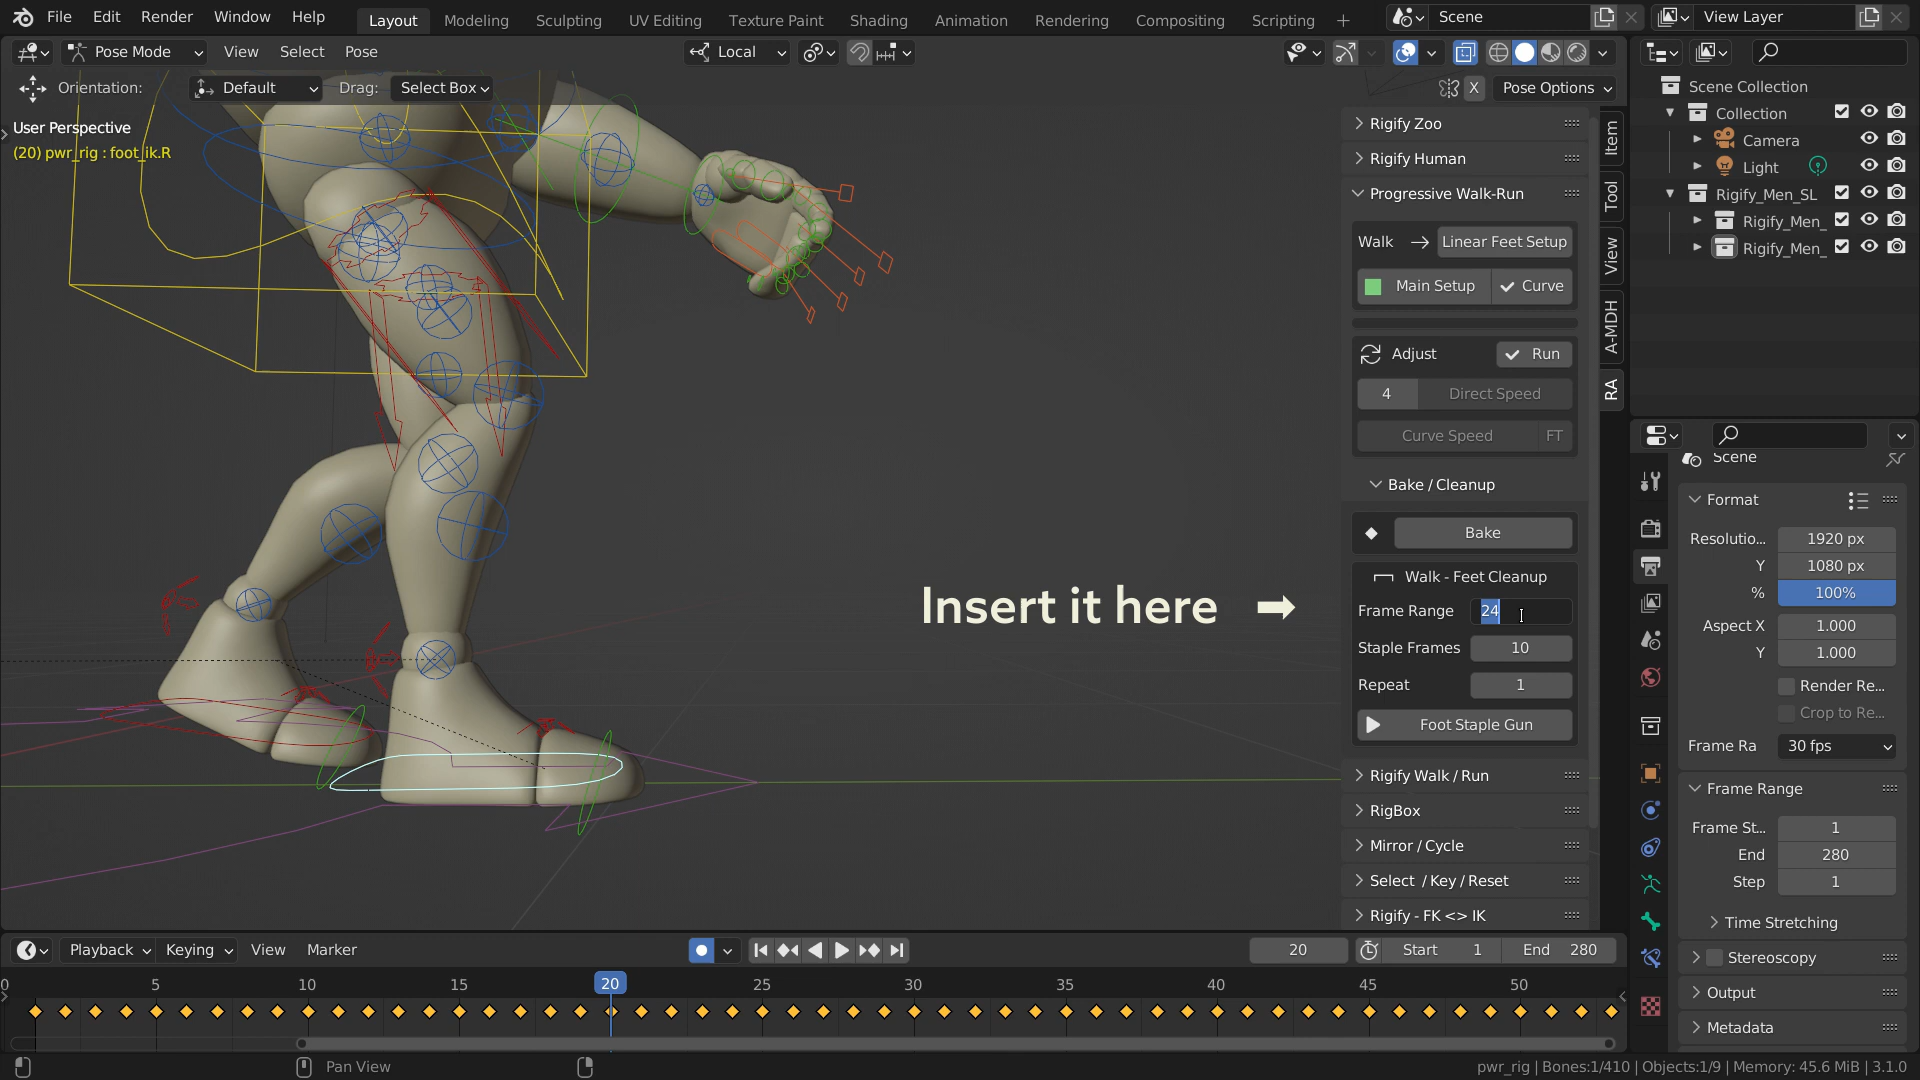 File Edit Render Window Help Layout Modeling Sculpting UV Editing Texture Paint Shading Animation Rendering Compositing Scripting + Scene View Layer
Pose Mode View Select Pose Local
Orientation: Default Drag: Select Box X Pose Options
User Perspective
(20) pwr_rig : foot_ik.R
Rigify Zoo
Rigify Human
Progressive Walk-Run
Walk → Linear Feet Setup
Main Setup Curve
Adjust Run
4 Direct Speed
Curve Speed FT
Bake / Cleanup
Bake
Walk - Feet Cleanup
Insert it here ➡
Frame Range 24
Staple Frames 10
Repeat 1
Foot Staple Gun
Rigify Walk / Run
RigBox
Mirror / Cycle
Select / Key / Reset
Rigify - FK <> IK
Item
Tool
View
A-MDH
RA
Scene Collection
Collection
Camera
Light
Rigify_Men_SL
Rigify_Men_
Rigify_Men_
Scene
Format
Resolutio... 1920 px
Y 1080 px
% 100%
Aspect X 1.000
Y 1.000
Render Re...
Crop to Re...
Frame Ra 30 fps
Frame Range
Frame St... 1
End 280
Step 1
Time Stretching
Stereoscopy
Output
Metadata
Playback Keying View Marker 20 Start 1 End 280
0 5 10 15 20 25 30 35 40 45 50
Pan View pwr_rig | Bones:1/410 | Objects:1/9 | Memory: 45.6 MiB | 3.1.0